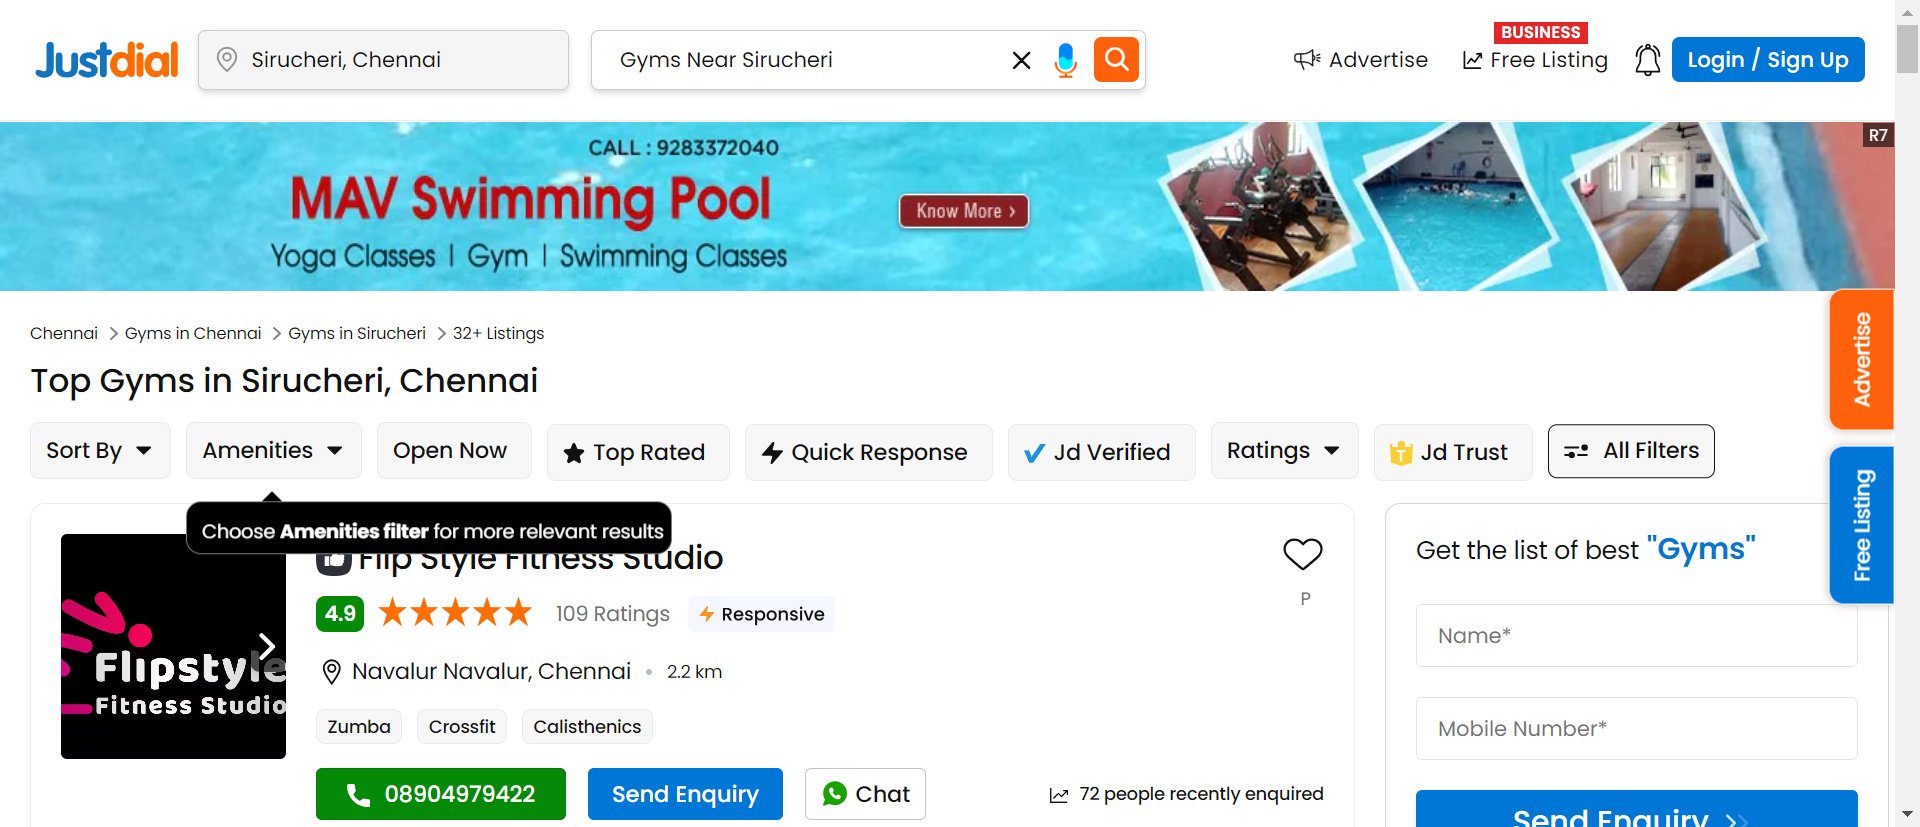 Justdial
Sirucheri, Chennai
Gyms Near Sirucheri
Advertise
BUSINESS
Free Listing
Login / Sign Up
R7
CALL : 9283372040
MAV Swimming Pool
Yoga Classes | Gym | Swimming Classes
Know More ›
Chennai > Gyms in Chennai > Gyms in Sirucheri > 32+ Listings
Top Gyms in Sirucheri, Chennai
Sort By
Amenities
Open Now
Top Rated
Quick Response
Jd Verified
Ratings
Jd Trust
All Filters
Choose Amenities filter for more relevant results
Flip Style Fitness Studio
Flipstyle
Fitness Studio
4.9
109 Ratings
Responsive
Navalur Navalur, Chennai • 2.2 km
Zumba
Crossfit
Calisthenics
08904979422
Send Enquiry
Chat
72 people recently enquired
P
Get the list of best "Gyms"
Name*
Mobile Number*
Send Enquiry
Advertise
Free Listing